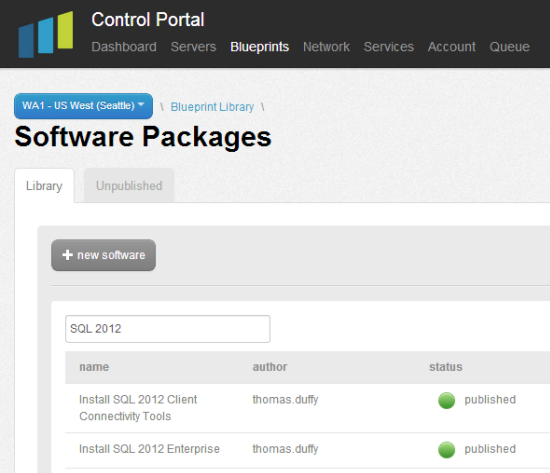 Control Portal
Dashboard Servers Blueprints Network Services Account Queue
WA1 - US West (Seattle) \ Blueprint Library \
Software Packages
Library Unpublished
+ new software
SQL 2012
name author status
Install SQL 2012 Client thomas.duffy published
Connectivity Tools
Install SQL 2012 Enterprise thomas.duffy published